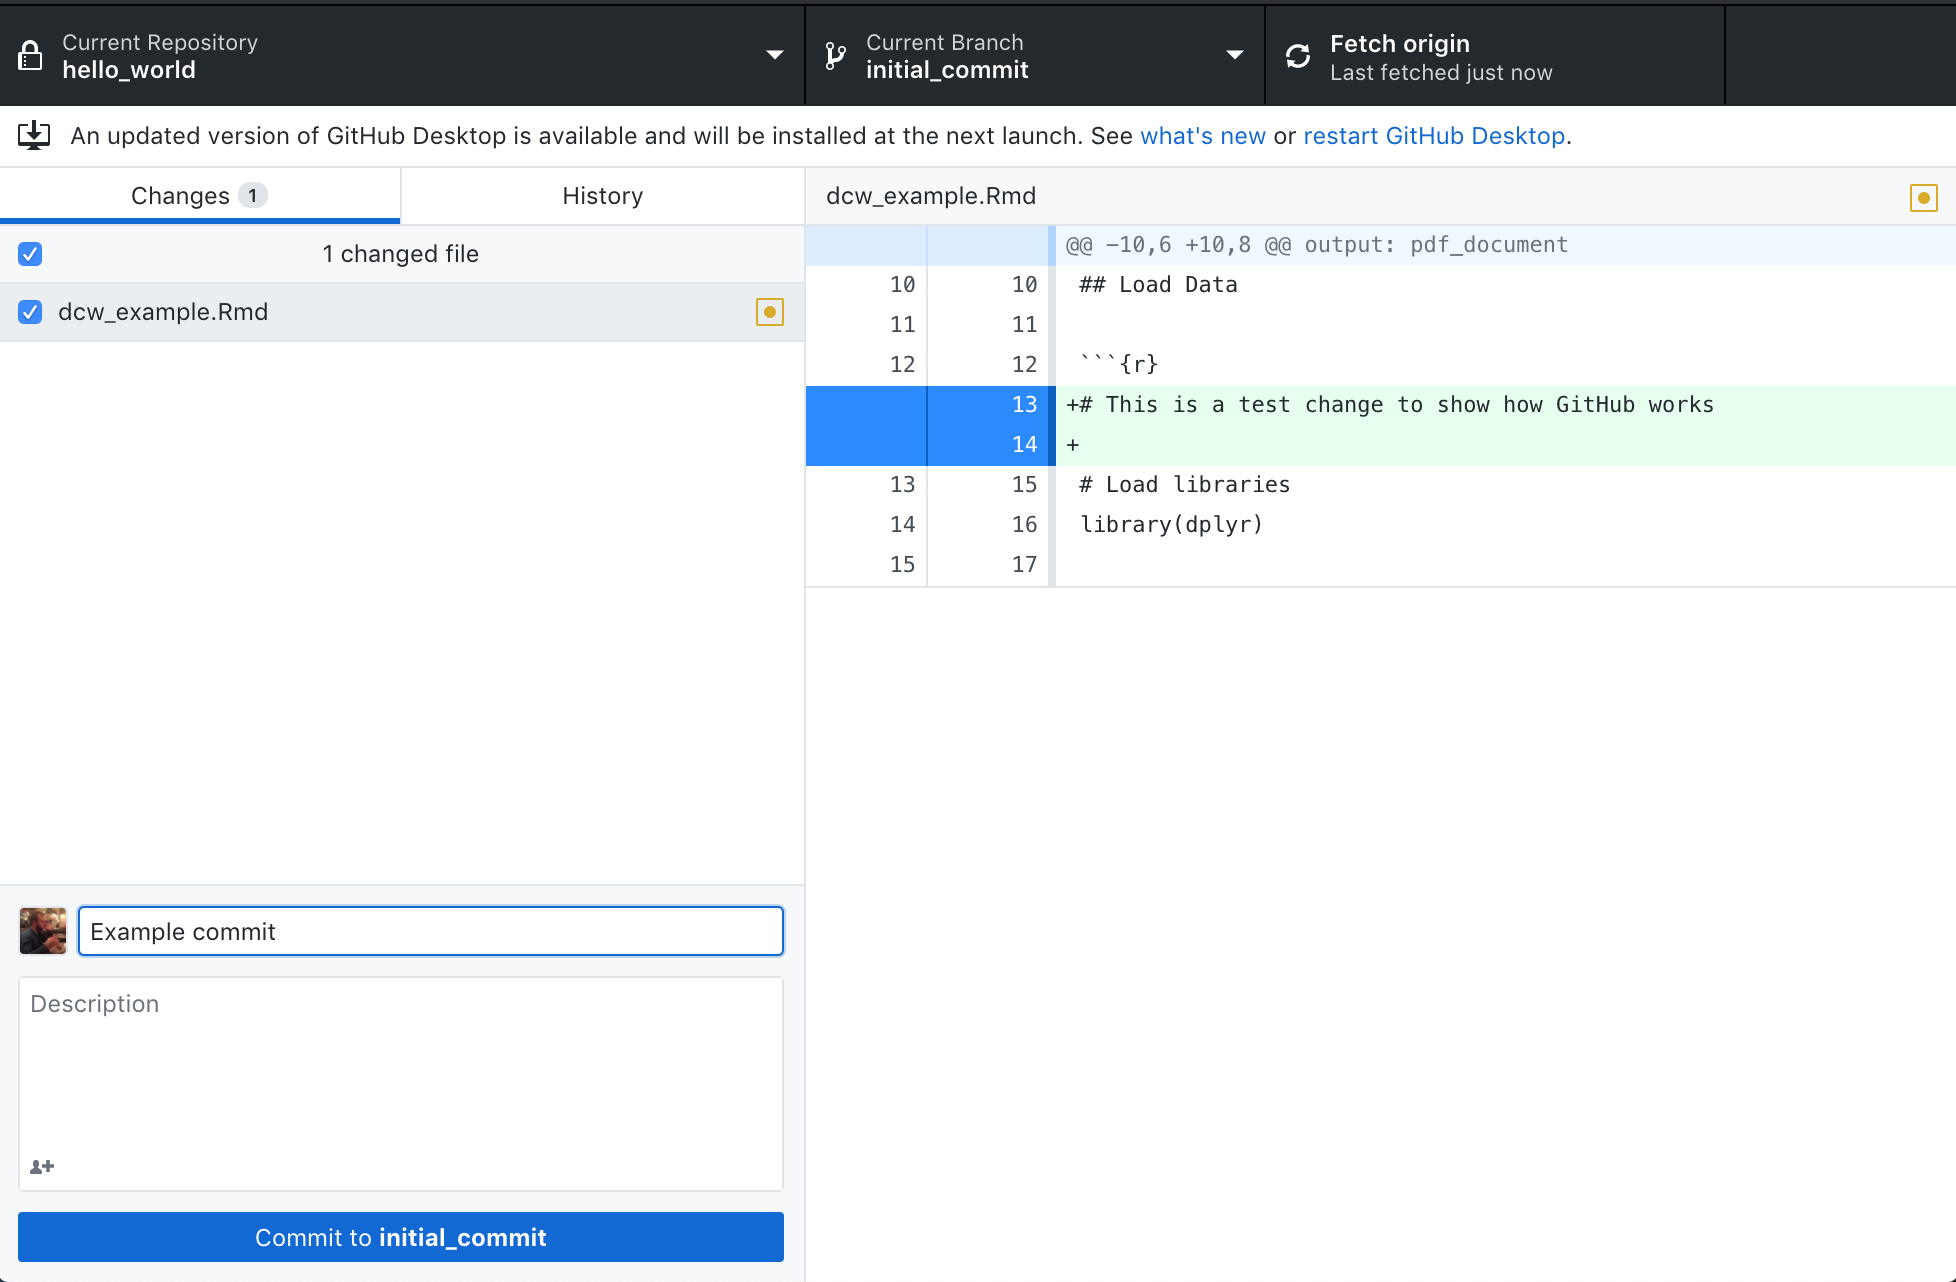 Current Repository
hello_world
Current Branch
initial_commit
Fetch origin
Last fetched just now
An updated version of GitHub Desktop is available and will be installed at the next launch. See what's new or restart GitHub Desktop.
Changes 1
History
1 changed file
dcw_example.Rmd
dcw_example.Rmd
@@ -10,6 +10,8 @@ output: pdf_document
10 10 ## Load Data
11 11
12 12 ```{r}
13 +# This is a test change to show how GitHub works
14 +
13 15 # Load libraries
14 16 library(dplyr)
15 17
Example commit
Description
Commit to initial_commit